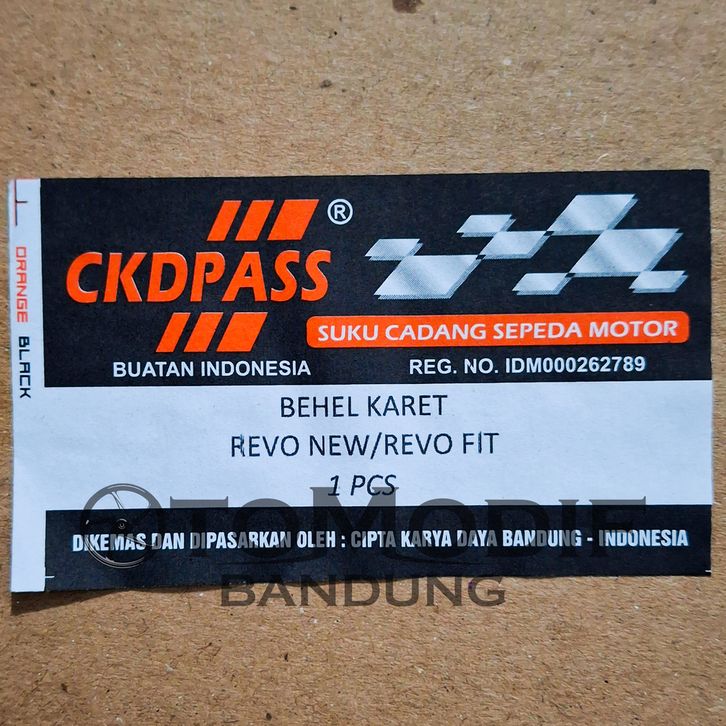 ORANGE BLACK
CKDPASS ®
SUKU CADANG SEPEDA MOTOR
BUATAN INDONESIA REG. NO. IDM000262789
BEHEL KARET
REVO NEW/REVO FIT
1 PCS
OTOMODIF
DIKEMAS DAN DIPASARKAN OLEH : CIPTA KARYA DAYA BANDUNG - INDONESIA
BANDUNG